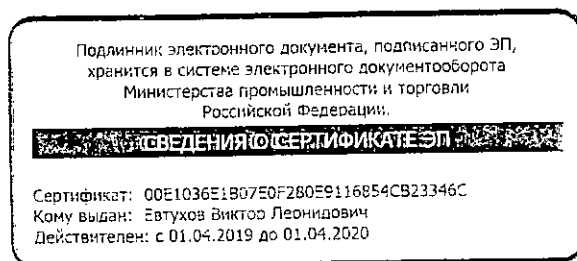 Подлинник электронного документа, подписанного ЭП,
хранится в системе электронного документооборота
Министерства промышленности и торговли
Российской Федерации.
СВЕДЕНИЯ О СЕРТИФИКАТЕ ЭП
Сертификат: 00E1036E1B07E0F280E9116854CB23346C
Кому выдан: Евтухов Виктор Леонидович
Действителен: с 01.04.2019 до 01.04.2020